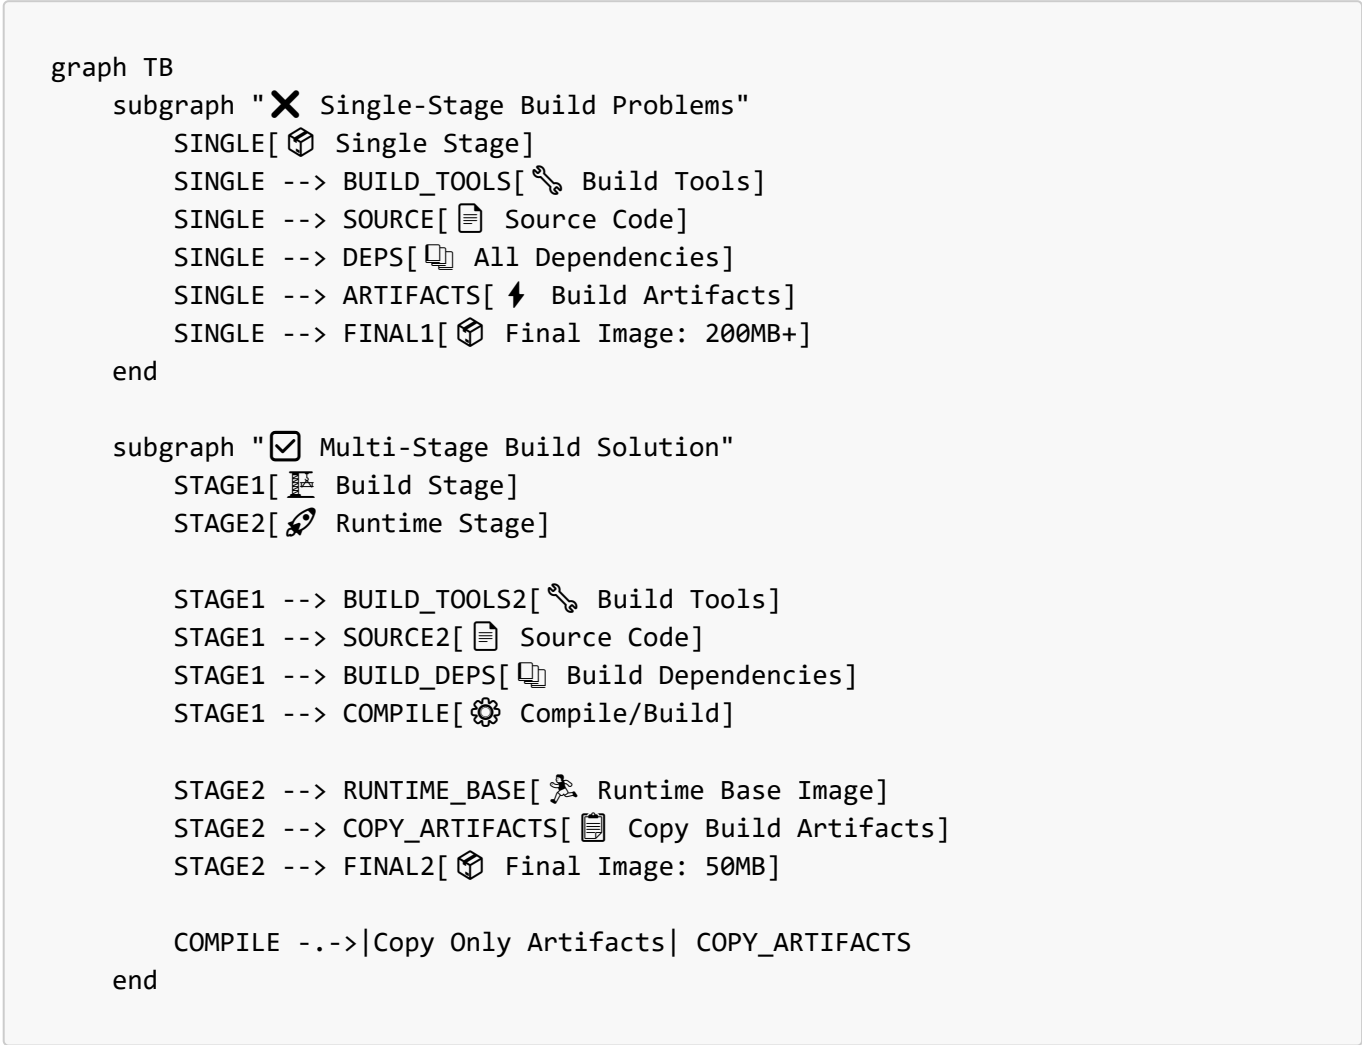 graph TB
    subgraph "❌ Single-Stage Build Problems"
        SINGLE[📦 Single Stage]
        SINGLE --> BUILD_TOOLS[🔧 Build Tools]
        SINGLE --> SOURCE[📄 Source Code]
        SINGLE --> DEPS[📚 All Dependencies]
        SINGLE --> ARTIFACTS[⚡ Build Artifacts]
        SINGLE --> FINAL1[📦 Final Image: 200MB+]
    end

    subgraph "✅ Multi-Stage Build Solution"
        STAGE1[🏗 Build Stage]
        STAGE2[🚀 Runtime Stage]

        STAGE1 --> BUILD_TOOLS2[🔧 Build Tools]
        STAGE1 --> SOURCE2[📄 Source Code]
        STAGE1 --> BUILD_DEPS[📚 Build Dependencies]
        STAGE1 --> COMPILE[⚙ Compile/Build]

        STAGE2 --> RUNTIME_BASE[🏃 Runtime Base Image]
        STAGE2 --> COPY_ARTIFACTS[📋 Copy Build Artifacts]
        STAGE2 --> FINAL2[📦 Final Image: 50MB]

        COMPILE -.->|Copy Only Artifacts| COPY_ARTIFACTS
    end